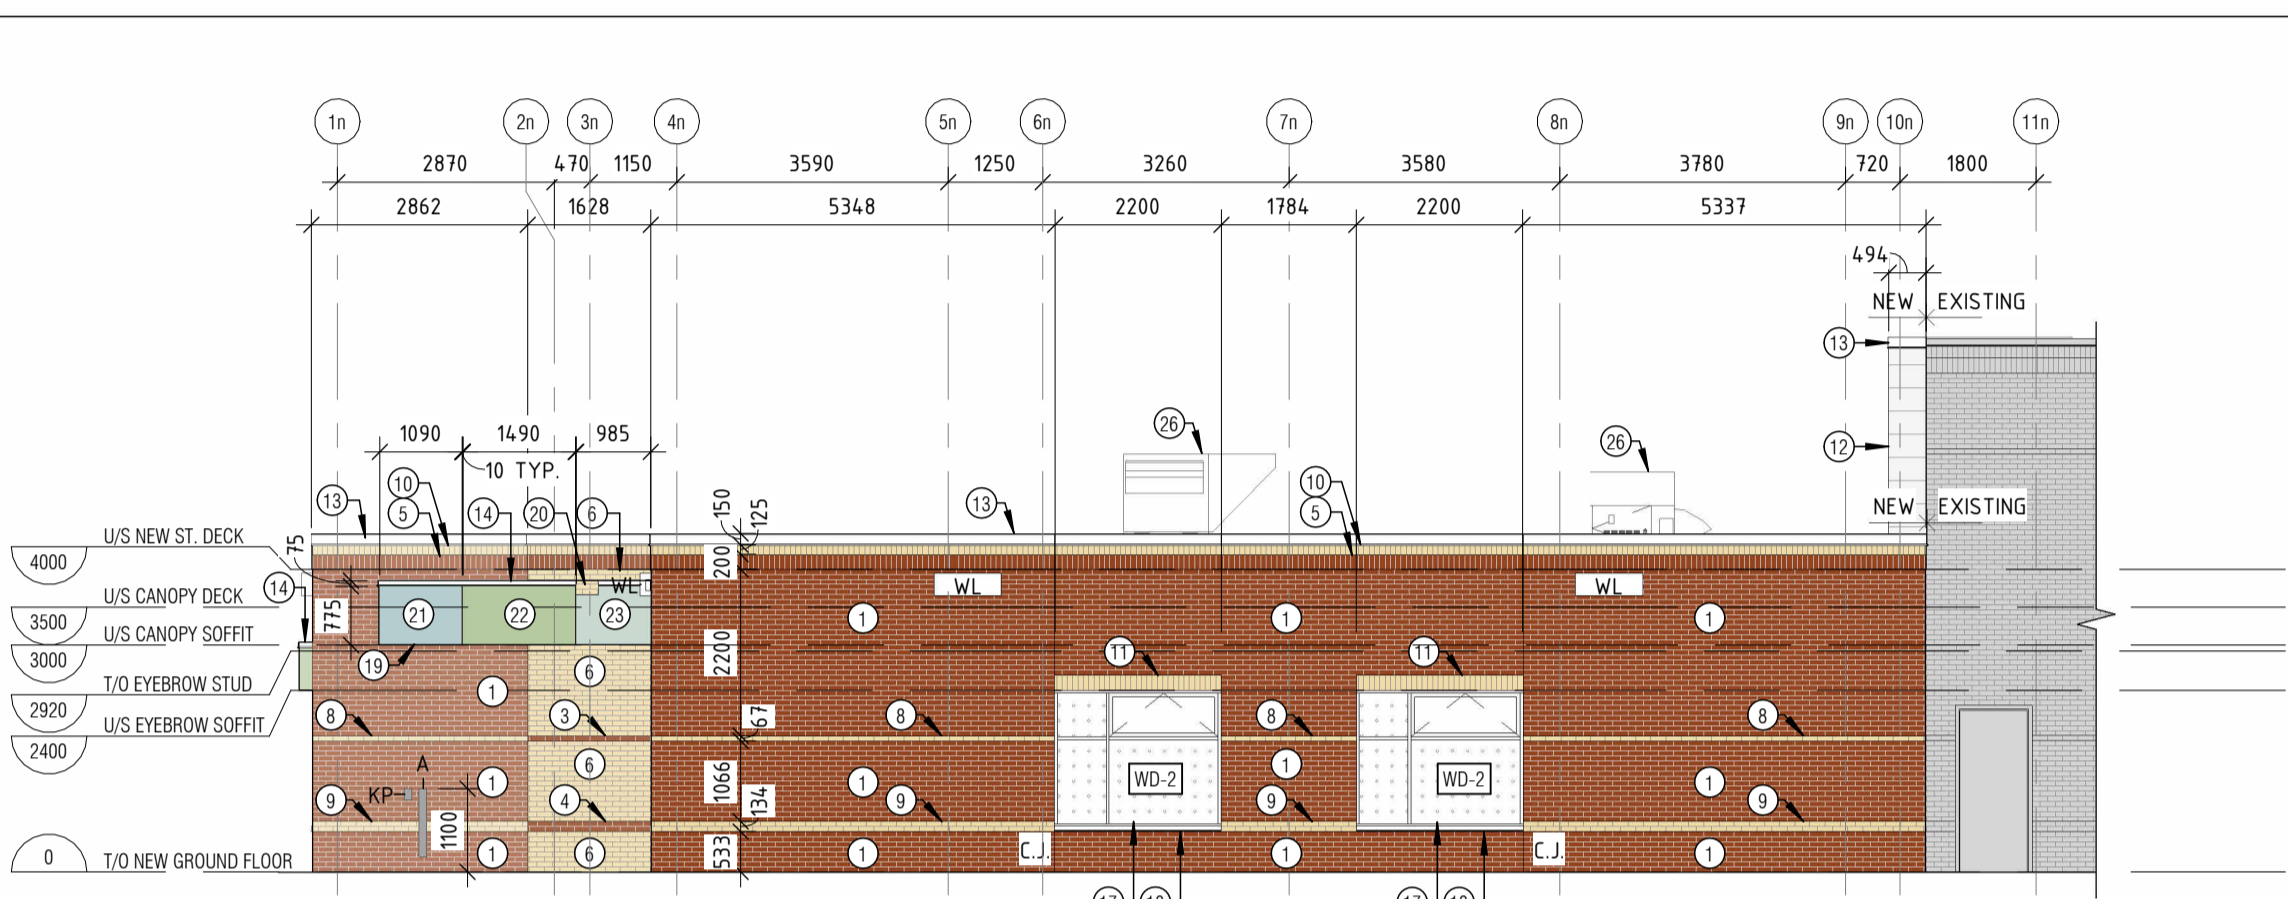 1n 2n 3n 4n 5n 6n 7n 8n 9n 10n 11n
2870 470 1150 3590 1250 3260 3580 3780 720 1800
2862 1628 5348 2200 1784 2200 5337
494
NEW EXISTING
13
12
NEW EXISTING
26 26
1090 1490 985
10 TYP.
13 10 5 14 20 6 150 125 13 10 5
U/S NEW ST. DECK
4000
75
200
14
U/S CANOPY DECK
3500
775
21 22 23
WL WL WL
1 1 1
U/S CANOPY SOFFIT
3000
19
6
2200
11 11
T/O EYEBROW STUD
2920
1
U/S EYEBROW SOFFIT
2400
8 3 67 8 8 8
A
KP
1 6 1066 1 1 1
WD-2 WD-2
9 4 134 9 9 9
1100
0
T/O NEW GROUND FLOOR
1 6 533 1 C.J. 1 C.J. 1